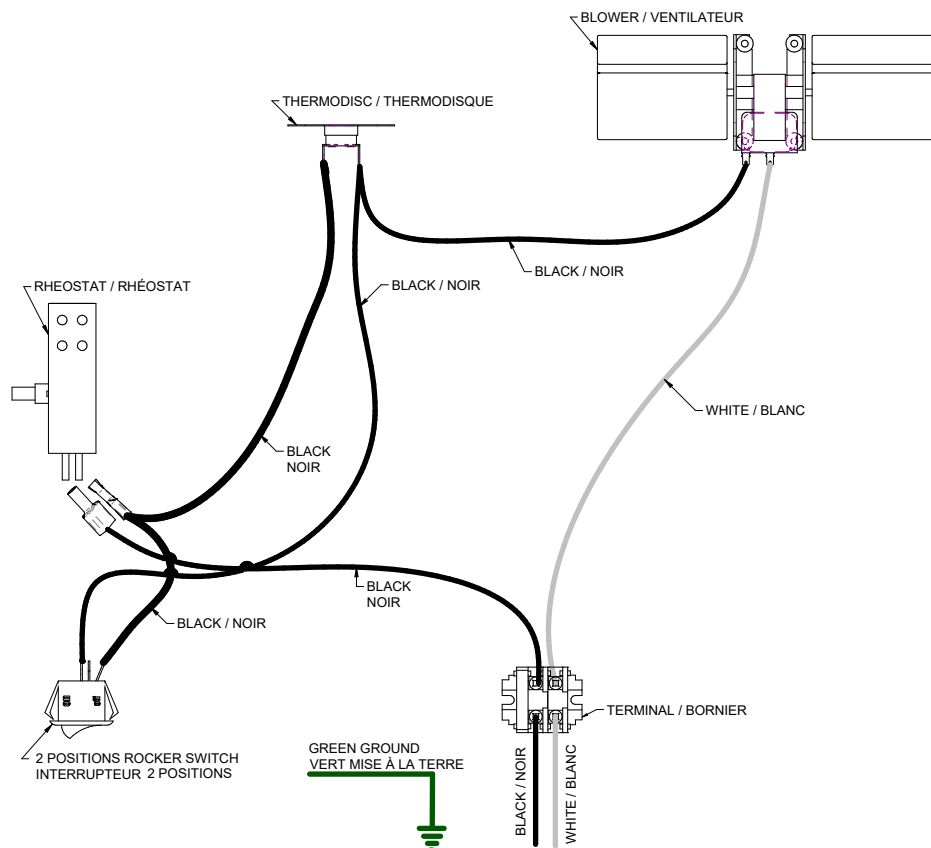 BLOWER / VENTILATEUR
THERMODISC / THERMODISQUE
BLACK / NOIR
BLACK / NOIR
RHEOSTAT / RHÉOSTAT
WHITE / BLANC
BLACK
NOIR
BLACK
NOIR
BLACK / NOIR
TERMINAL / BORNIER
2 POSITIONS ROCKER SWITCH
INTERRUPTEUR 2 POSITIONS
GREEN GROUND
VERT MISE À LA TERRE
BLACK / NOIR
WHITE / BLANC